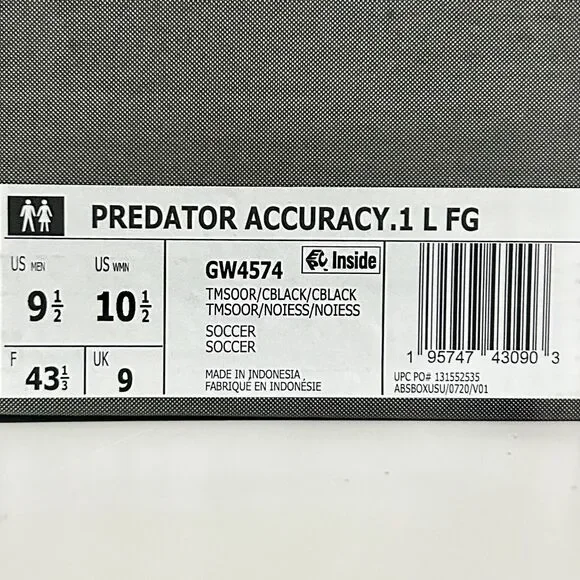 PREDATOR ACCURACY.1 L FG
US MEN
9 1/2
US WMN
10 1/2
F
43 1/3
UK
9
GW4574
Inside
TMSOOR/CBLACK/CBLACK
TMSOOR/NOIESS/NOIESS
SOCCER
SOCCER
MADE IN INDONESIA
FABRIQUÉ EN INDONÉSIE
1 95747 43090 3
UPC PO# 131552535
ABSBOXUSU/0720/V01